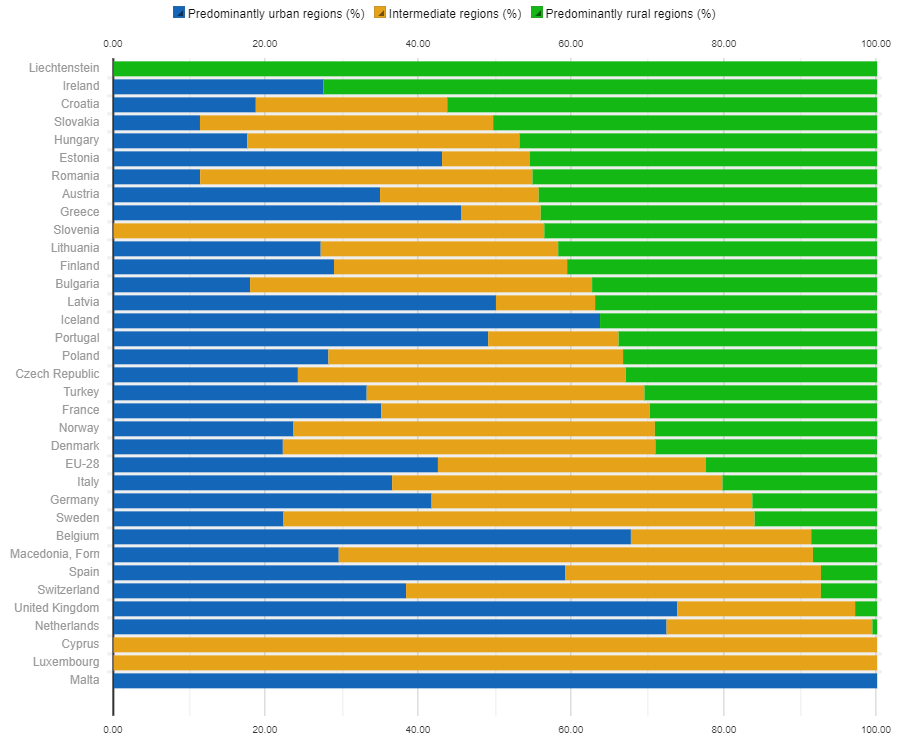 Predominantly urban regions (%) Intermediate regions (%) Predominantly rural regions (%)
0.00 20.00 40.00 60.00 80.00 100.00
Liechtenstein
Ireland
Croatia
Slovakia
Hungary
Estonia
Romania
Austria
Greece
Slovenia
Lithuania
Finland
Bulgaria
Latvia
Iceland
Portugal
Poland
Czech Republic
Turkey
France
Norway
Denmark
EU-28
Italy
Germany
Sweden
Belgium
Macedonia, Forn
Spain
Switzerland
United Kingdom
Netherlands
Cyprus
Luxembourg
Malta
0.00 20.00 40.00 60.00 80.00 100.00